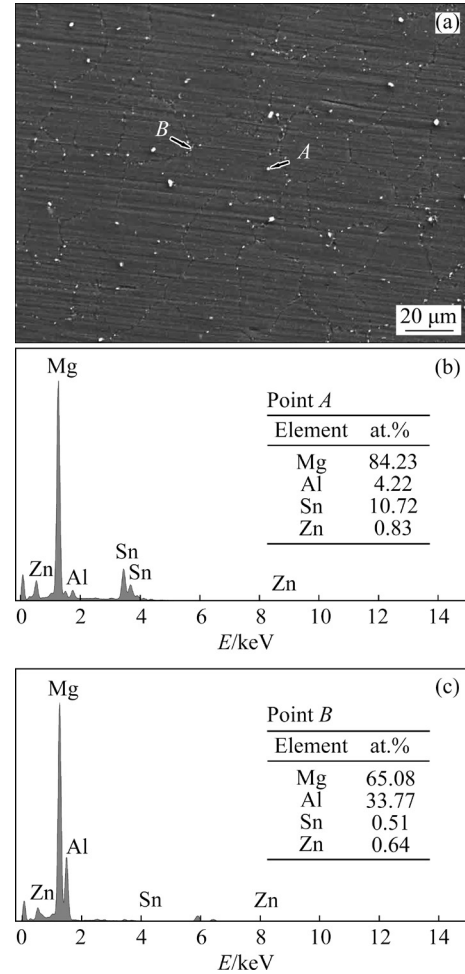 (a)
B
A
20 μm
Mg
(b)
Point A
Element at.%
Mg 84.23
Al 4.22
Sn 10.72
Zn 0.83
Sn
Zn Al Sn Zn
0 2 4 6 8 10 12 14
E/keV
Mg
(c)
Point B
Element at.%
Mg 65.08
Al 33.77
Sn 0.51
Zn 0.64
Al
Zn Sn Zn
0 2 4 6 8 10 12 14
E/keV